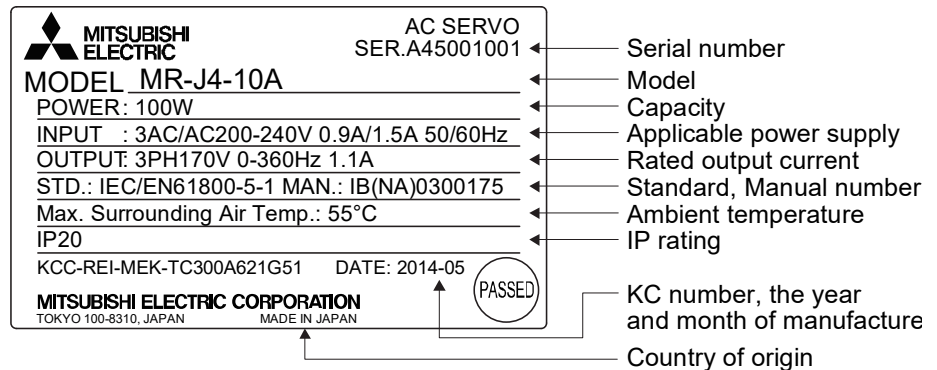 MITSUBISHI
ELECTRIC
AC SERVO
SER.A45001001
Serial number
MODEL MR-J4-10A
Model
POWER: 100W
Capacity
INPUT : 3AC/AC200-240V 0.9A/1.5A 50/60Hz
Applicable power supply
OUTPUT: 3PH170V 0-360Hz 1.1A
Rated output current
STD.: IEC/EN61800-5-1 MAN.: IB(NA)0300175
Standard, Manual number
Max. Surrounding Air Temp.: 55°C
Ambient temperature
IP20
IP rating
KCC-REI-MEK-TC300A621G51 DATE: 2014-05
PASSED
MITSUBISHI ELECTRIC CORPORATION
TOKYO 100-8310, JAPAN MADE IN JAPAN
KC number, the year
and month of manufacture
Country of origin